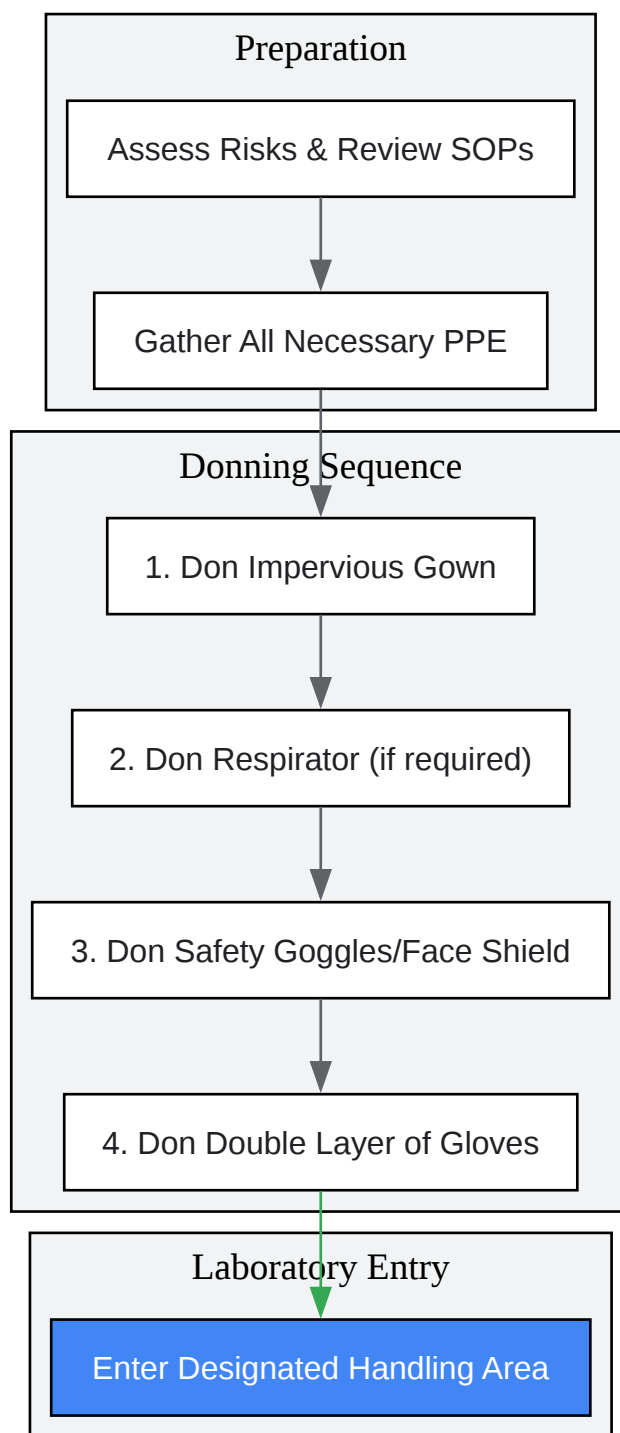 Preparation
Assess Risks & Review SOPs
Gather All Necessary PPE
Donning Sequence
1. Don Impervious Gown
2. Don Respirator (if required)
3. Don Safety Goggles/Face Shield
4. Don Double Layer of Gloves
Laboratory Entry
Enter Designated Handling Area